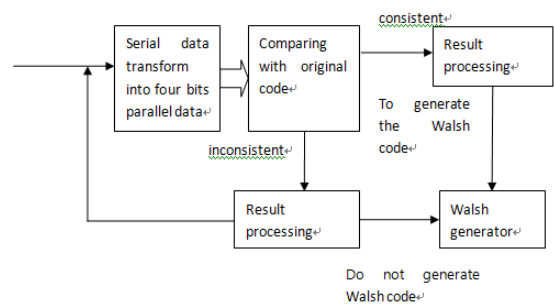 consistent↵
Serial data
transform
into four bits
parallel data↵
Comparing
with original
code↵
Result
processing↵
To generate
the Walsh
code↵
inconsistent↵
Result
processing↵
Walsh
generator↵
Do not generate
Walsh code↵